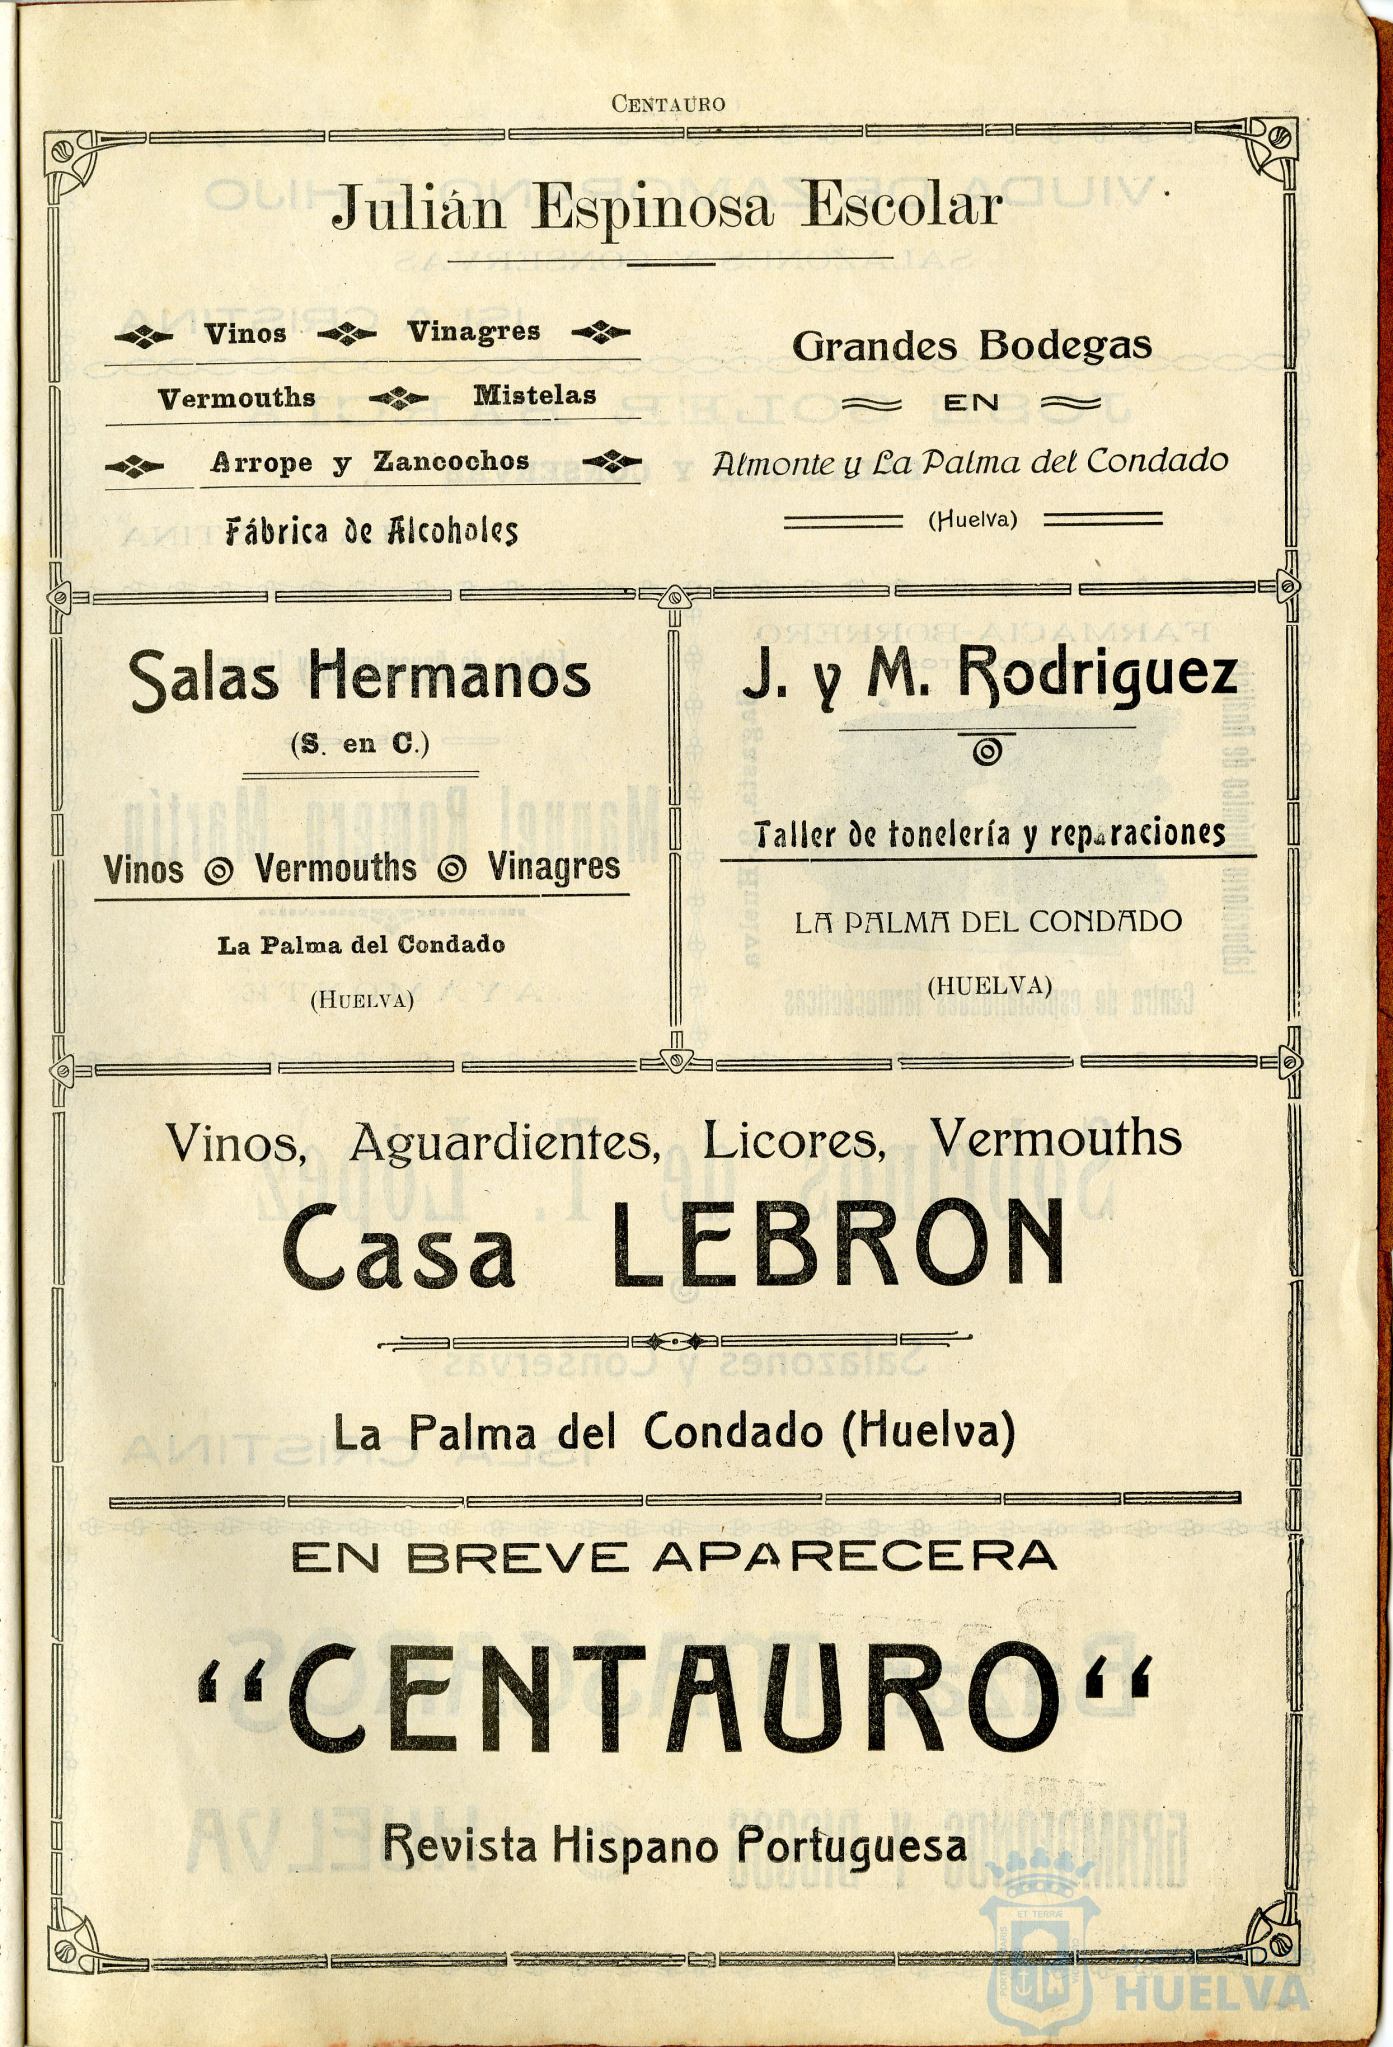 CENTAURO
Julián Espinosa Escolar
Vinos Vinagres
Vermouths Mistelas
Arrope y Zancochos
Fábrica de Alcoholes
Grandes Bodegas
EN
Almonte y La Palma del Condado
(Huelva)
Salas Hermanos
(S. en C.)
Vinos Vermouths Vinagres
La Palma del Condado
(HUELVA)
J. y M. Rodriguez
Taller de tonelería y reparaciones
LA PALMA DEL CONDADO
(HUELVA)
Vinos, Aguardientes, Licores, Vermouths
Casa LEBRON
La Palma del Condado (Huelva)
EN BREVE APARECERA
“CENTAURO“
Revista Hispano Portuguesa
HUELVA